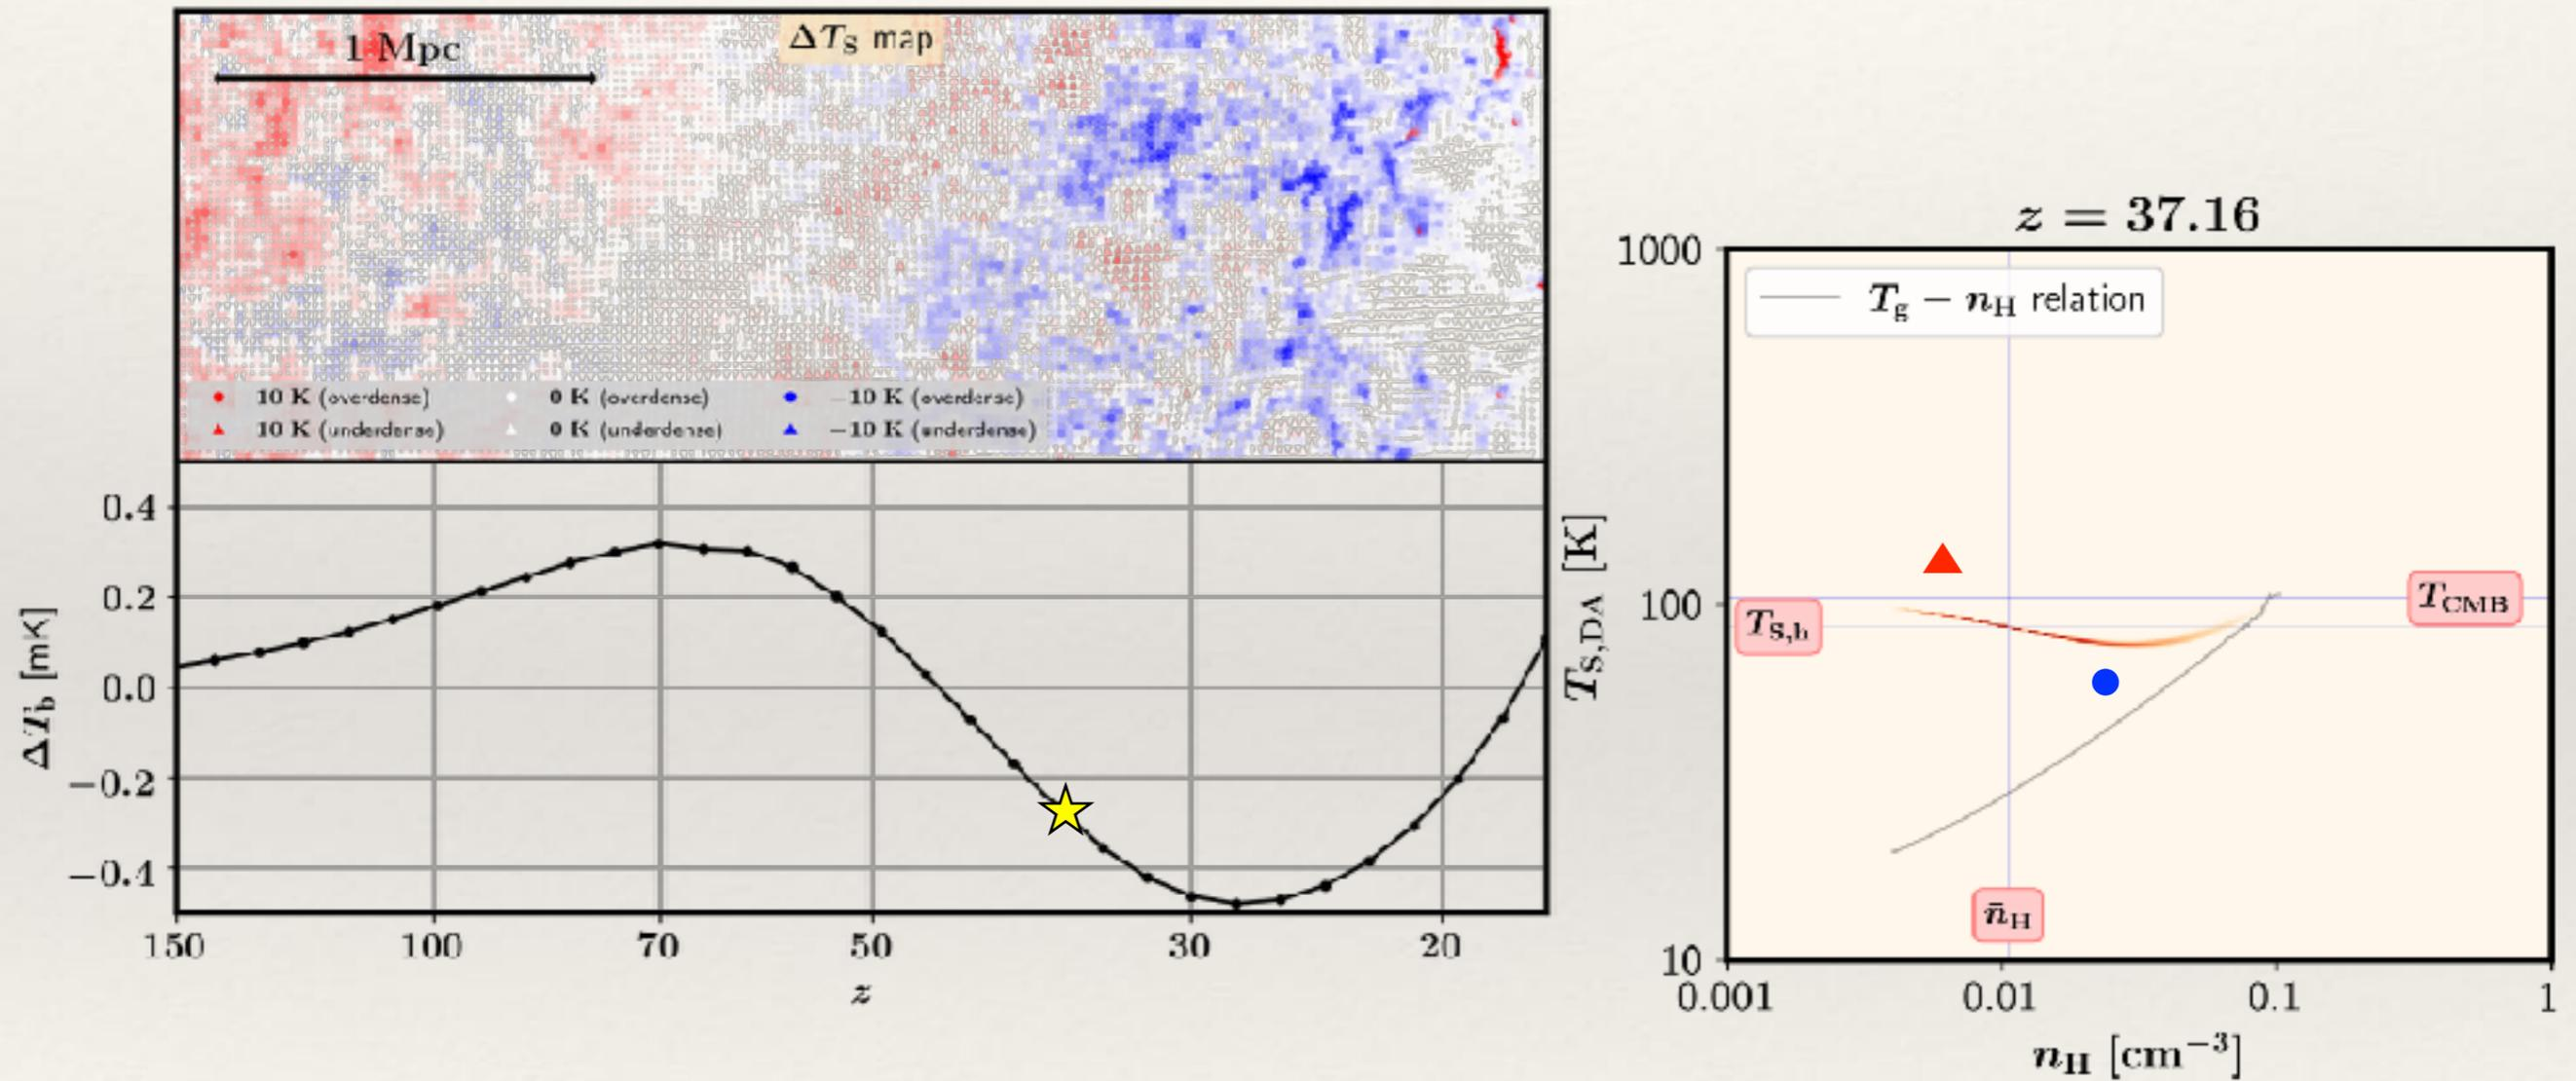 1 Mpc
ΔT_S map
10 K (overdense)
0 K (overdense)
−10 K (overdense)
10 K (underdense)
0 K (underdense)
−10 K (underdense)
0.4
0.2
0.0
−0.2
−0.4
ΔT_b [mK]
150
100
70
50
30
20
z
z = 37.16
T_g − n_H relation
1000
100
10
T_S,DA [K]
T_S,b
T_CMB
n̄_H
0.001
0.01
0.1
1
n_H [cm⁻³]